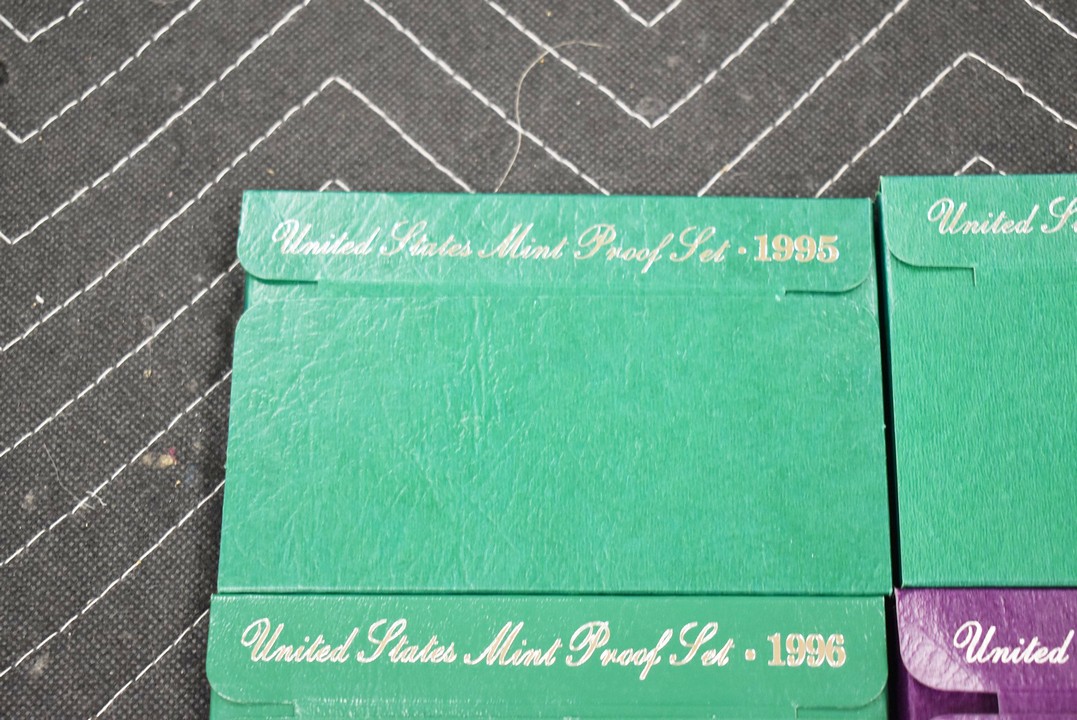 United States Mint Proof Set • 1995
United
United States Mint Proof Set • 1996
United